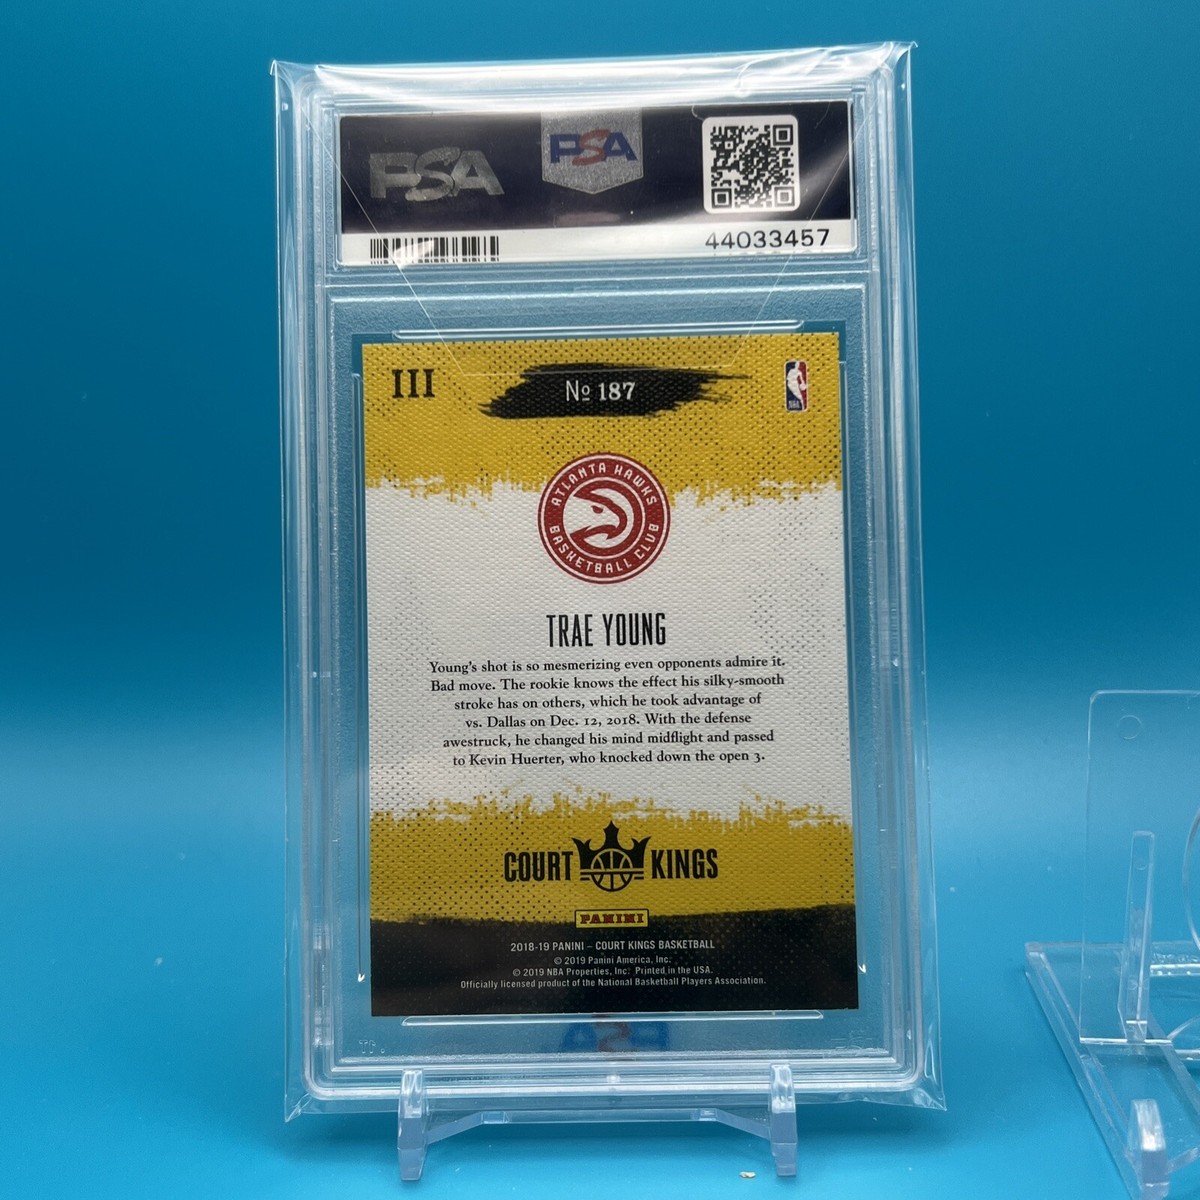 PSA
PSA
44033457
III
№ 187
ATLANTA HAWKS
BASKETBALL CLUB
TRAE YOUNG
Young's shot is so mesmerizing even opponents admire it.
Bad move. The rookie knows the effect his silky-smooth
stroke has on others, which he took advantage of
vs. Dallas on Dec. 12, 2018. With the defense
awestruck, he changed his mind midflight and passed
to Kevin Huerter, who knocked down the open 3.
COURT KINGS
PANINI
2018-19 PANINI – COURT KINGS BASKETBALL
© 2019 Panini America, Inc.
© 2019 NBA Properties, Inc. Printed in the USA.
Officially licensed product of the National Basketball Players Association.